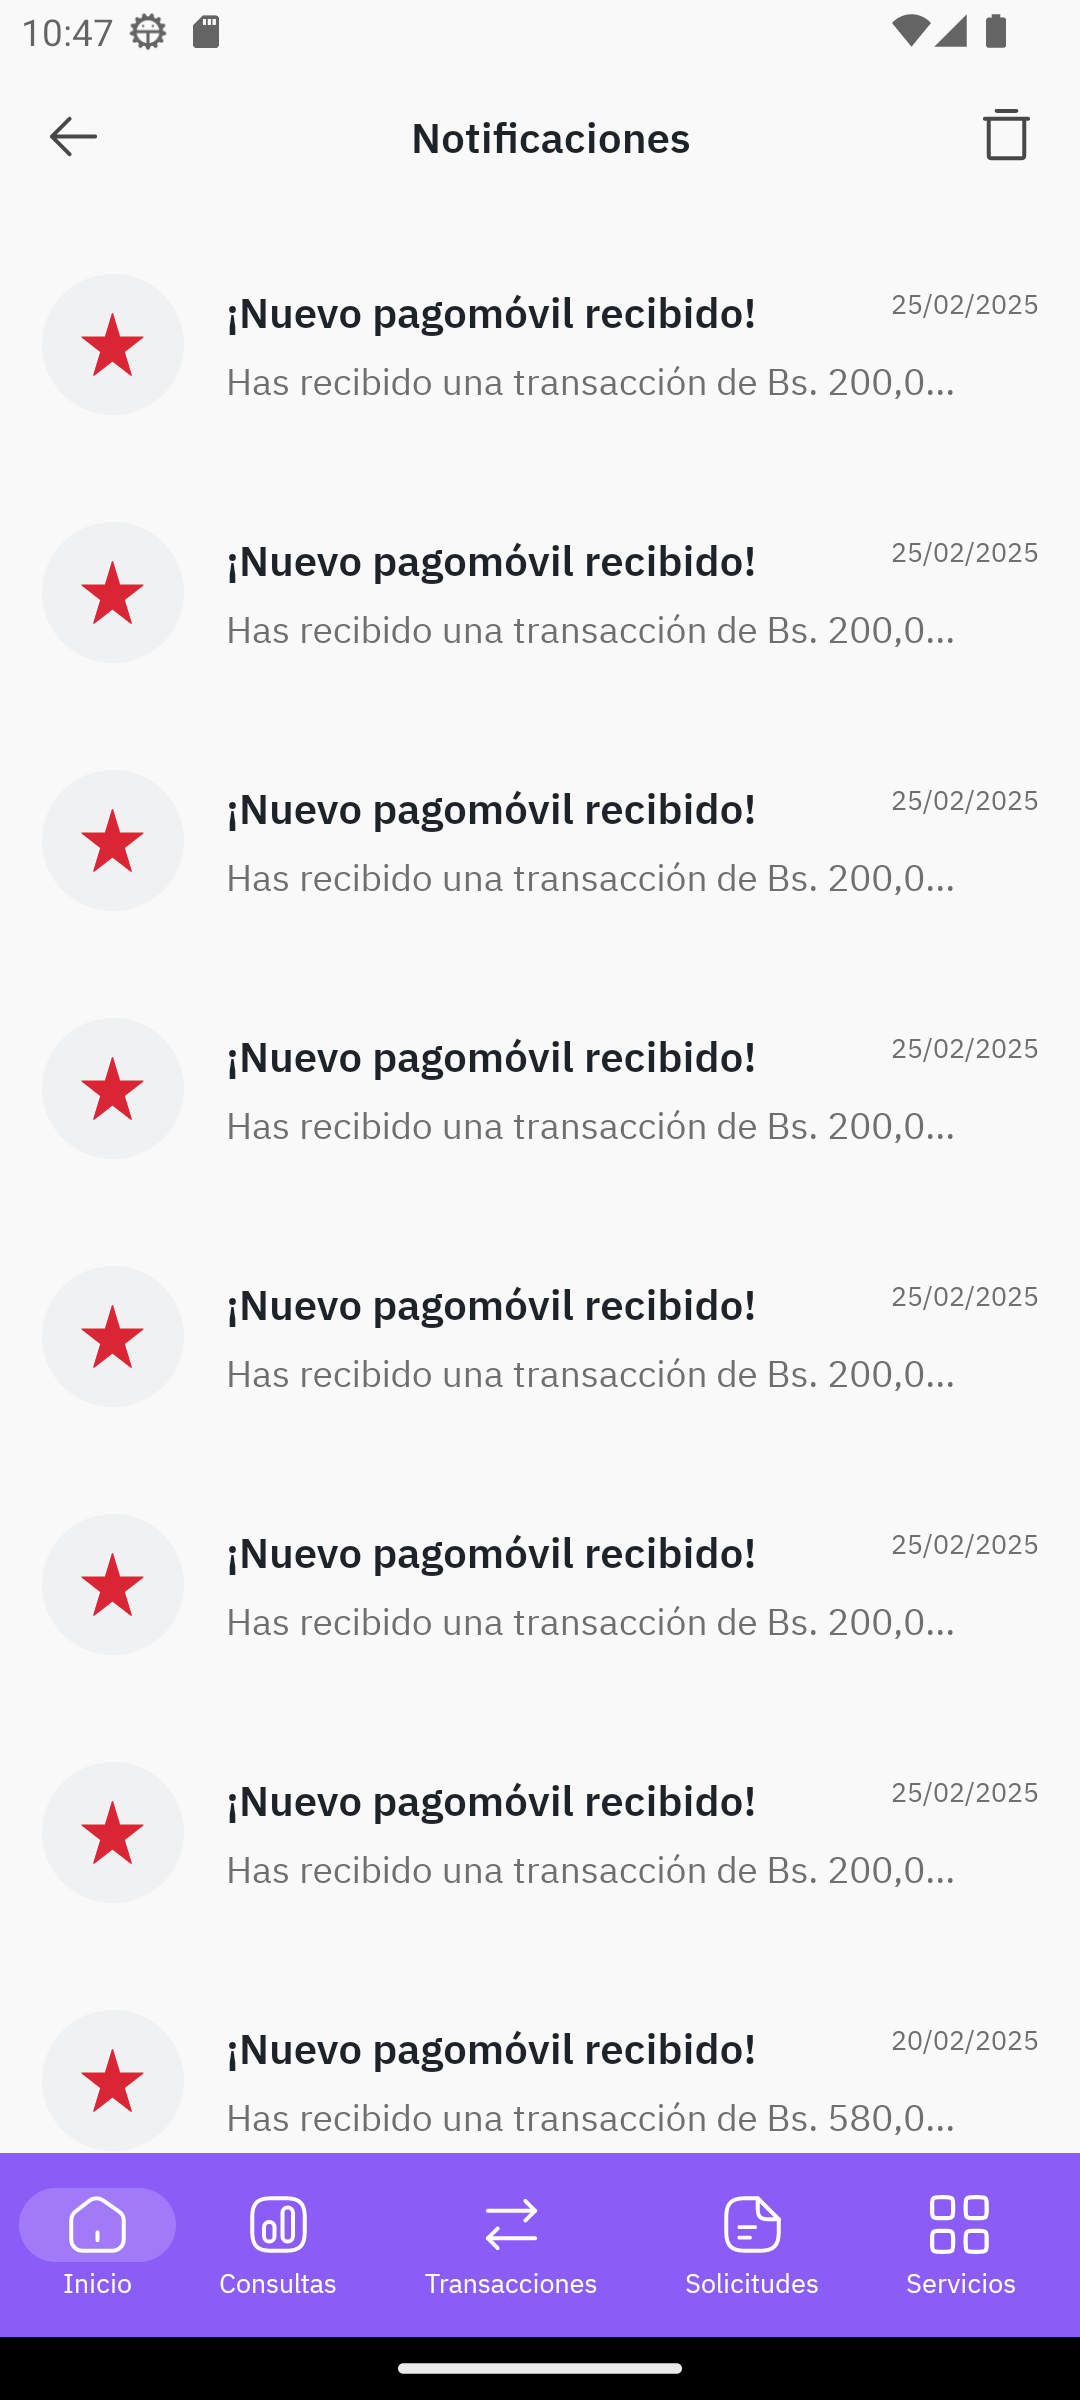 10:47
Notificaciones
¡Nuevo pagomóvil recibido!
25/02/2025
Has recibido una transacción de Bs. 200,0...
¡Nuevo pagomóvil recibido!
25/02/2025
Has recibido una transacción de Bs. 200,0...
¡Nuevo pagomóvil recibido!
25/02/2025
Has recibido una transacción de Bs. 200,0...
¡Nuevo pagomóvil recibido!
25/02/2025
Has recibido una transacción de Bs. 200,0...
¡Nuevo pagomóvil recibido!
25/02/2025
Has recibido una transacción de Bs. 200,0...
¡Nuevo pagomóvil recibido!
25/02/2025
Has recibido una transacción de Bs. 200,0...
¡Nuevo pagomóvil recibido!
25/02/2025
Has recibido una transacción de Bs. 200,0...
¡Nuevo pagomóvil recibido!
20/02/2025
Has recibido una transacción de Bs. 580,0...
Inicio
Consultas
Transacciones
Solicitudes
Servicios